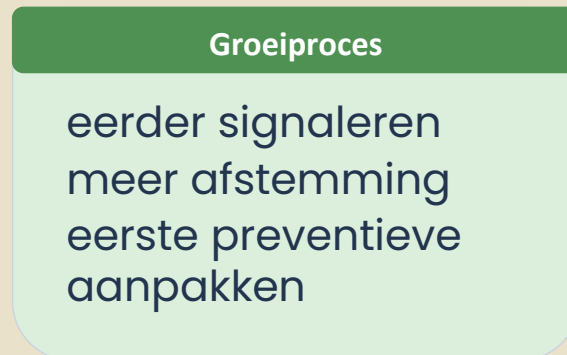 Groeiproces
eerder signaleren
meer afstemming
eerste preventieve
aanpakken